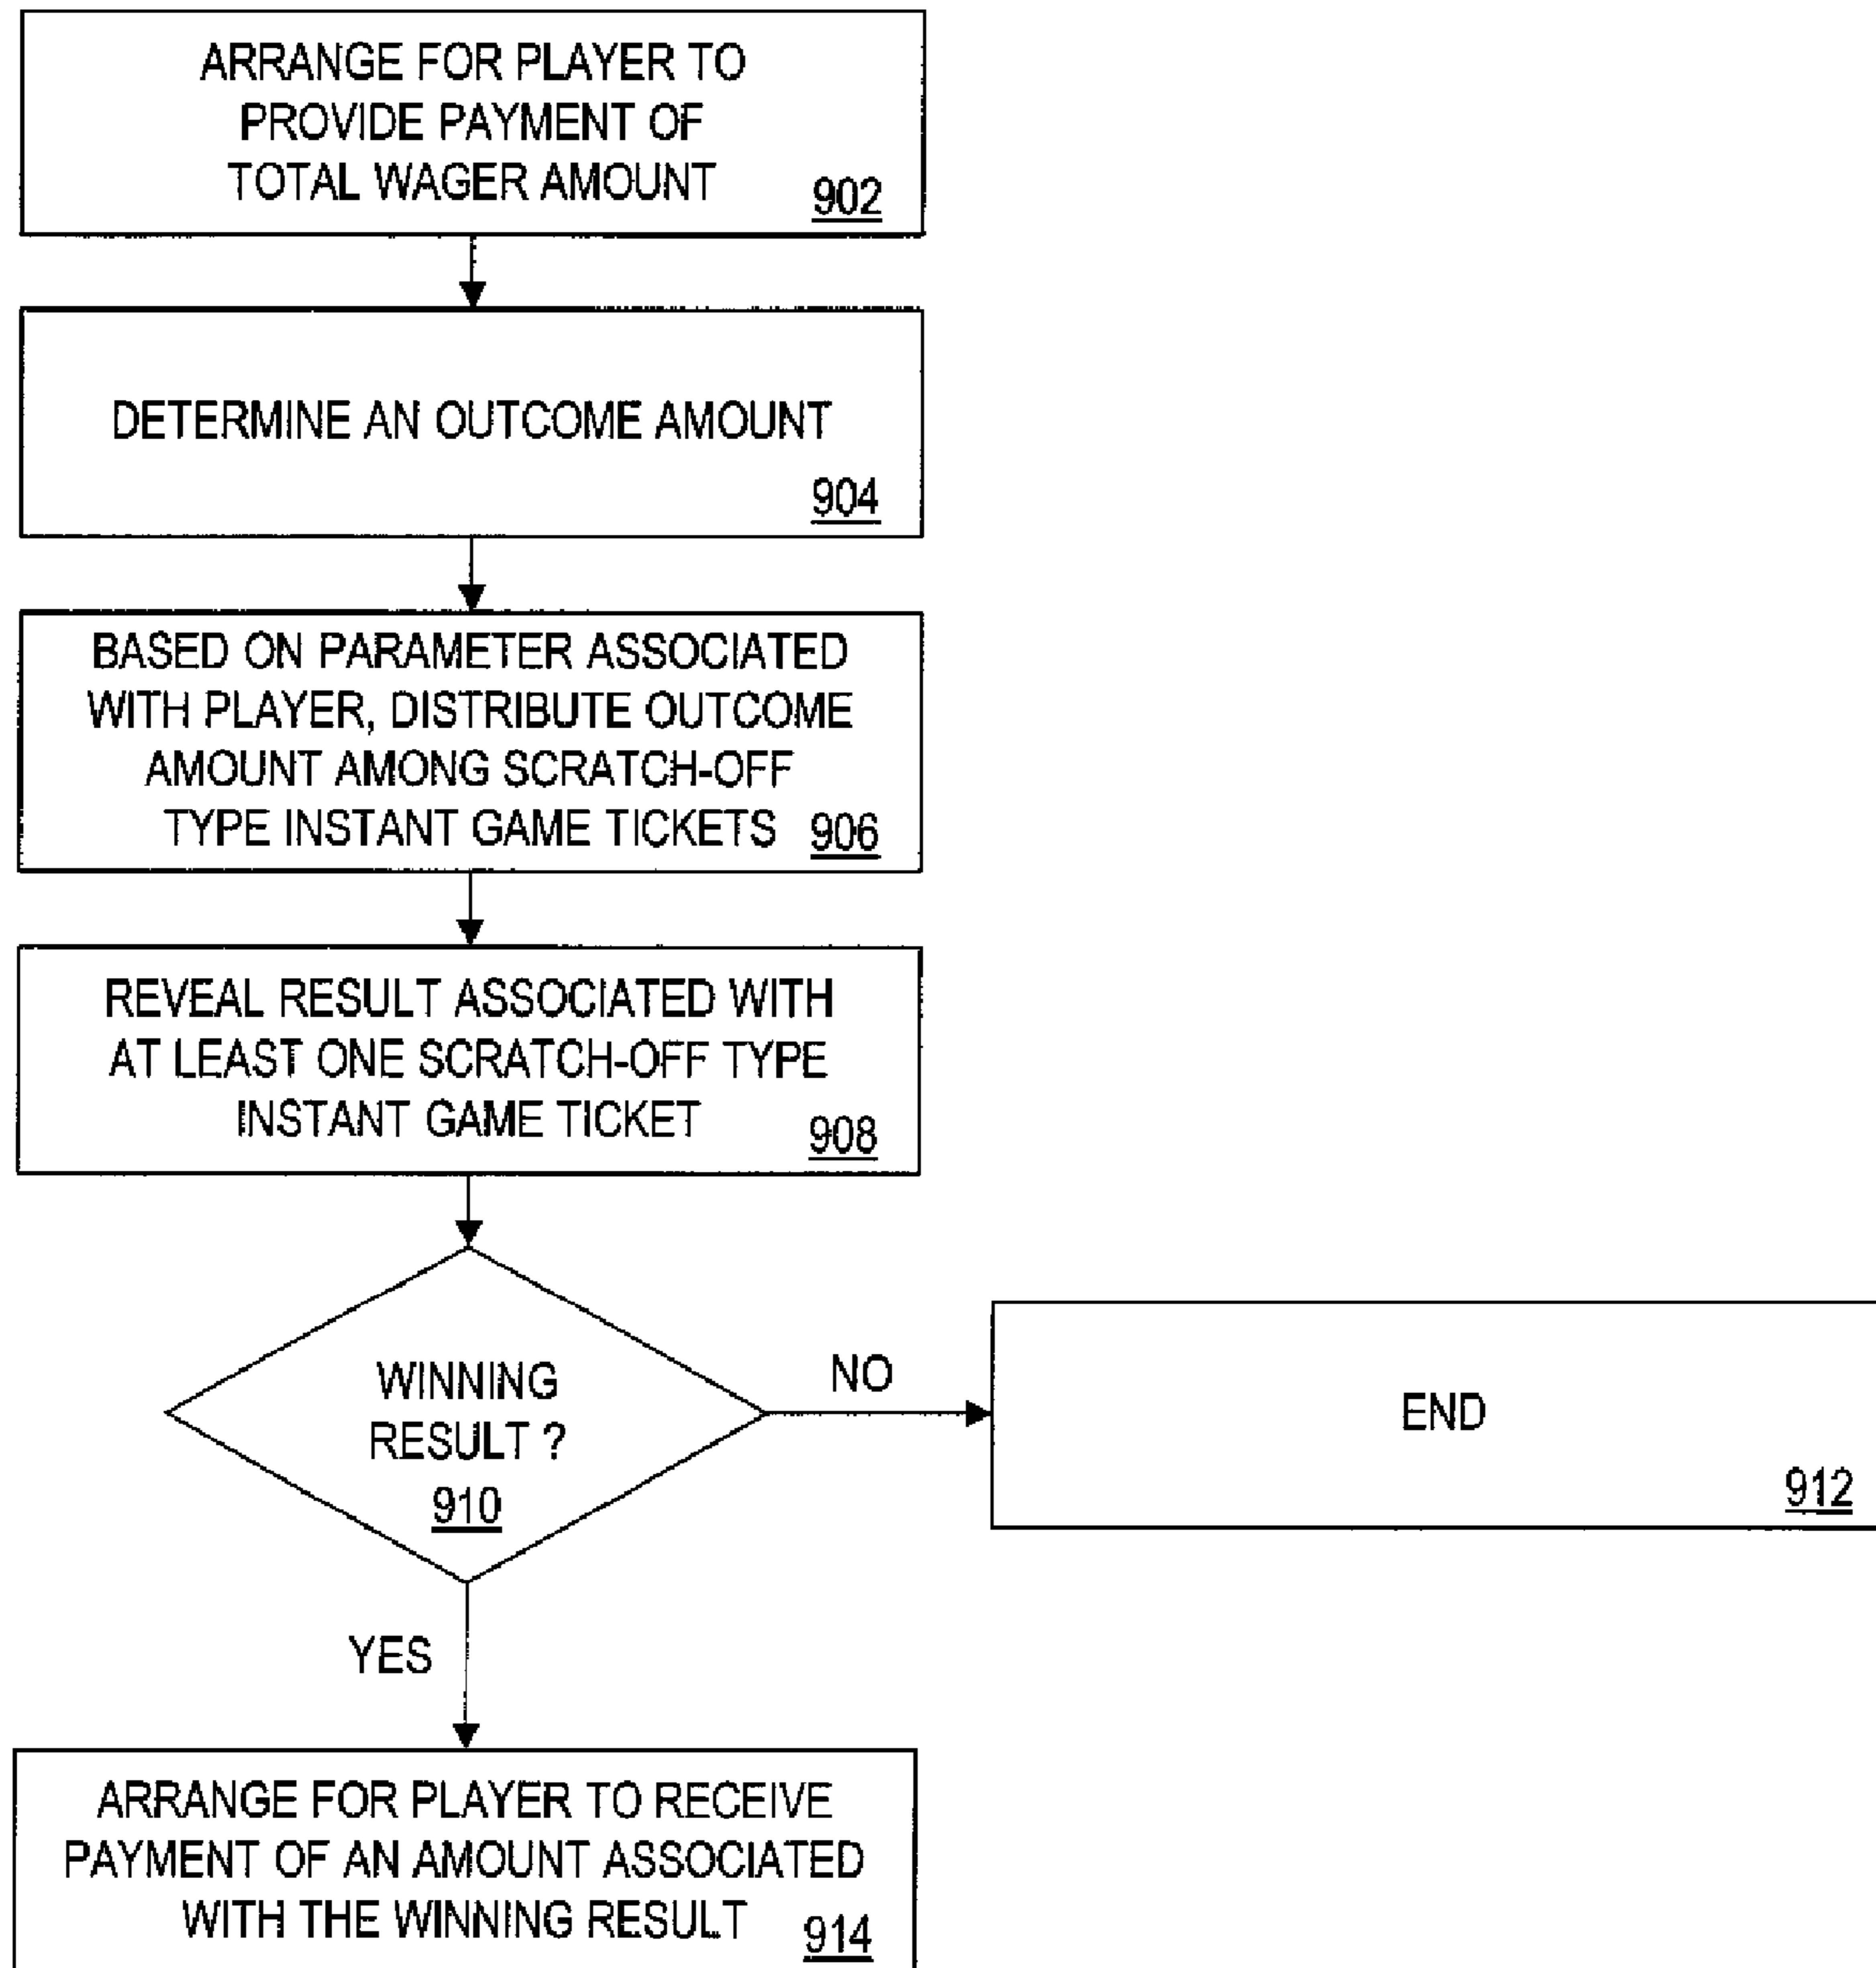 ARRANGE FOR PLAYER TO
PROVIDE PAYMENT OF
TOTAL WAGER AMOUNT
902
DETERMINE AN OUTCOME AMOUNT
904
BASED ON PARAMETER ASSOCIATED
WITH PLAYER, DISTRIBUTE OUTCOME
AMOUNT AMONG SCRATCH-OFF
TYPE INSTANT GAME TICKETS 906
REVEAL RESULT ASSOCIATED WITH
AT LEAST ONE SCRATCH-OFF TYPE
INSTANT GAME TICKET
908
WINNING
RESULT ?
910
NO
END
912
YES
ARRANGE FOR PLAYER TO RECEIVE
PAYMENT OF AN AMOUNT ASSOCIATED
WITH THE WINNING RESULT
914